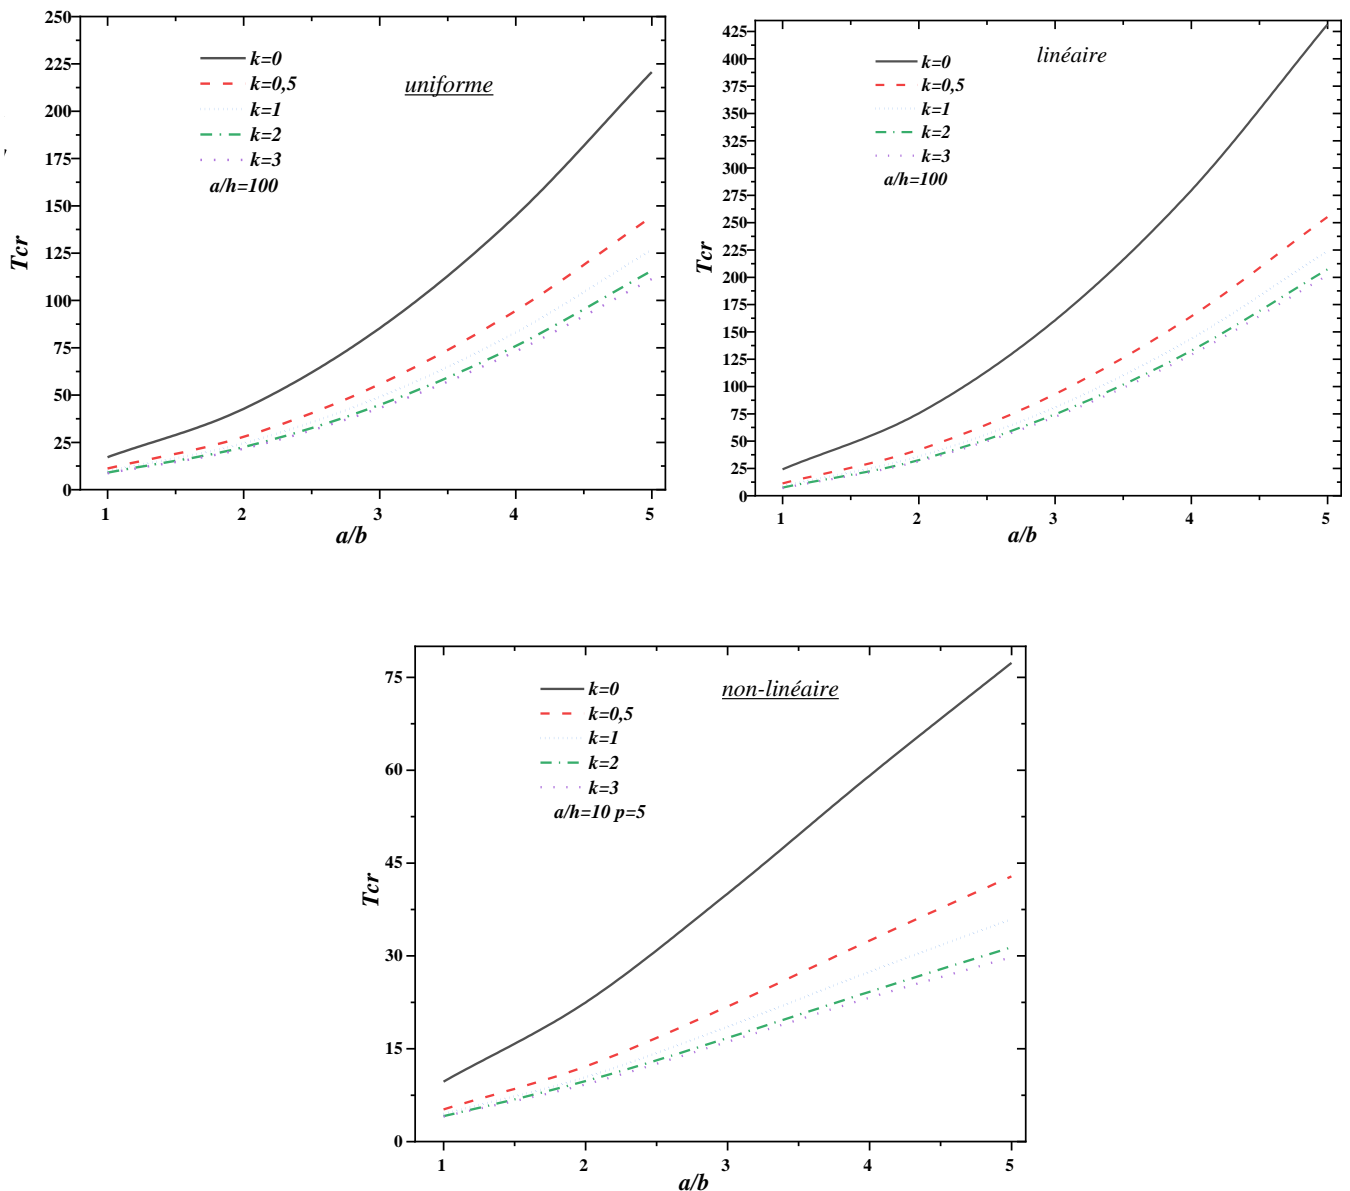 250
225
200
175
150
125
100
75
50
25
0
Tcr
k=0
k=0,5
k=1
k=2
k=3
a/h=100
uniforme
1 2 3 4 5
a/b
425
400
375
350
325
300
275
250
225
200
175
150
125
100
75
50
25
0
Tcr
k=0
k=0,5
k=1
k=2
k=3
a/h=100
linéaire
1 2 3 4 5
a/b
75
60
45
30
15
0
Tcr
k=0
k=0,5
k=1
k=2
k=3
a/h=10 p=5
non-linéaire
1 2 3 4 5
a/b